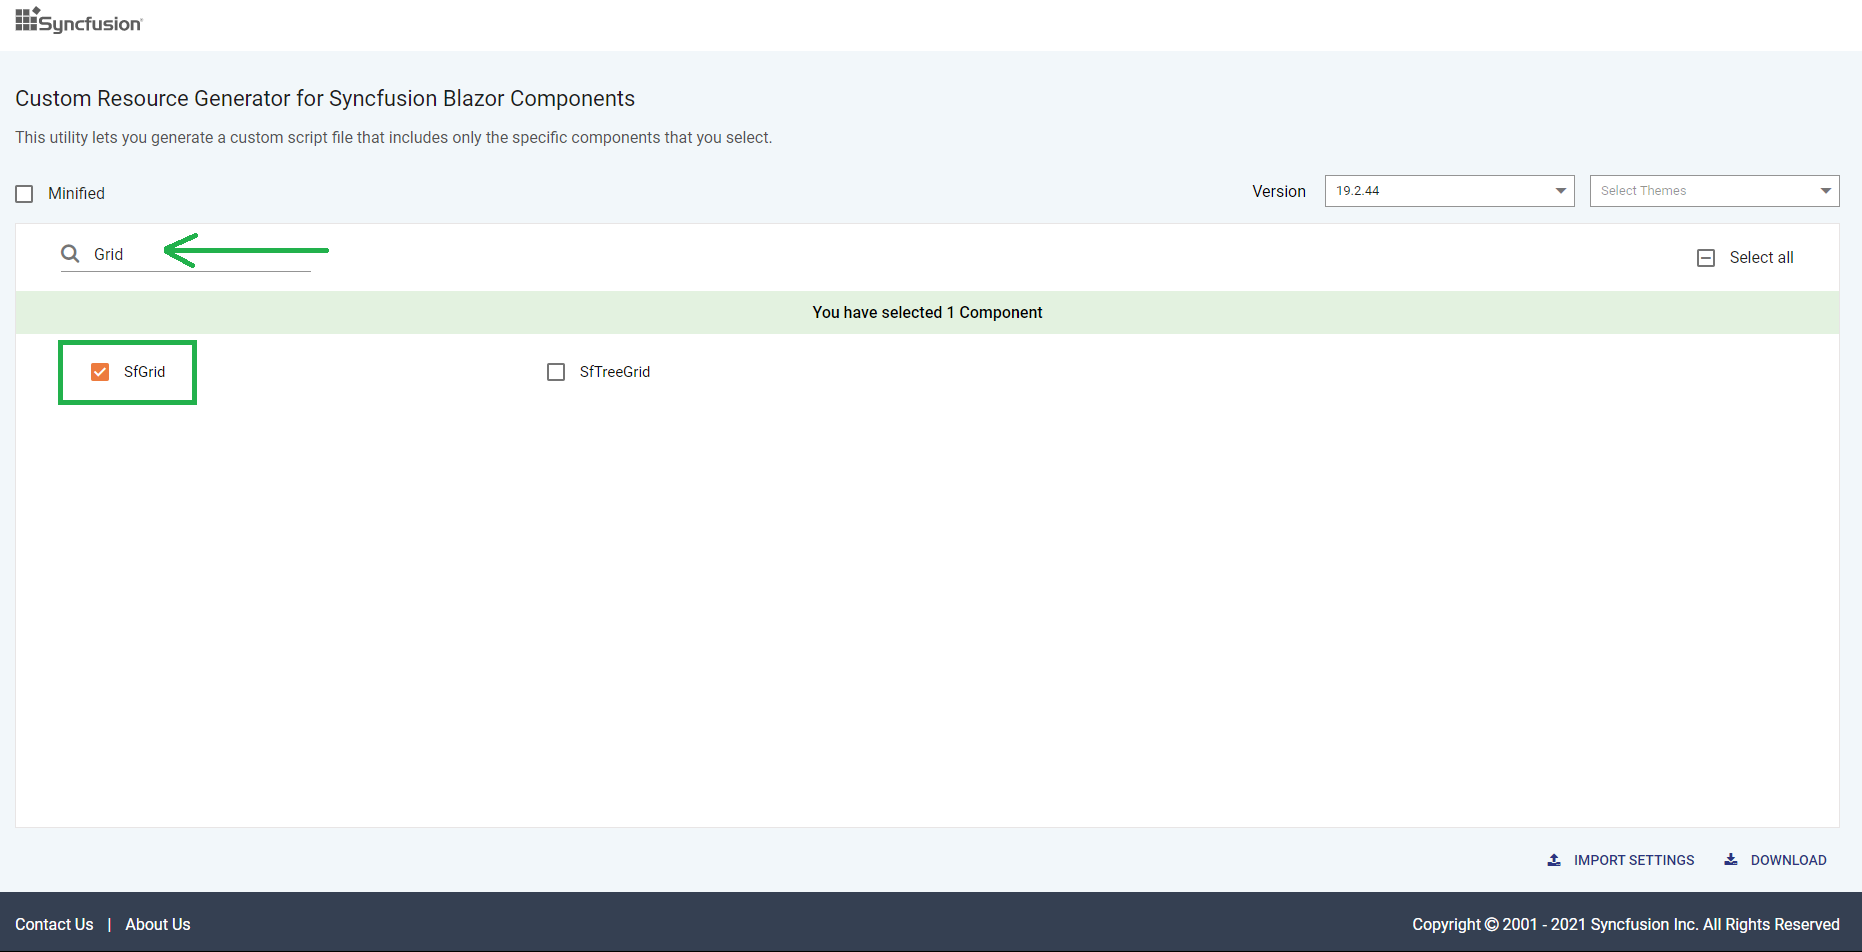 Syncfusion
Custom Resource Generator for Syncfusion Blazor Components
This utility lets you generate a custom script file that includes only the specific components that you select.
Minified
Version 19.2.44 Select Themes
Grid
Select all
You have selected 1 Component
SfGrid SfTreeGrid
IMPORT SETTINGS DOWNLOAD
Contact Us | About Us
Copyright © 2001 - 2021 Syncfusion Inc. All Rights Reserved